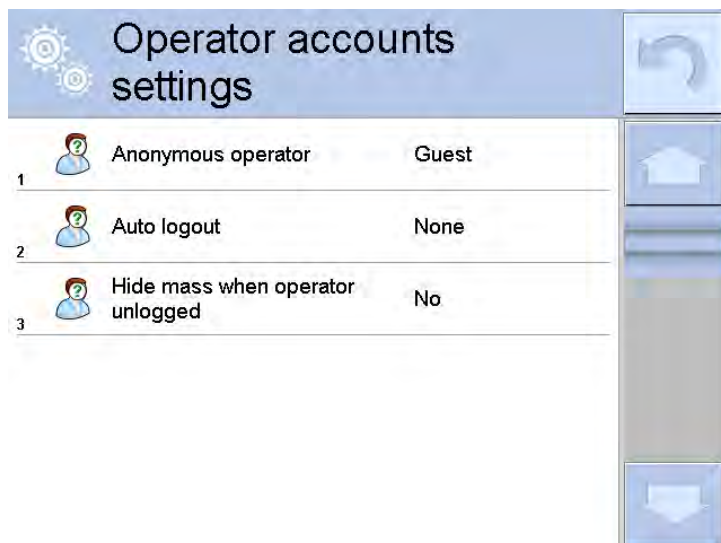 Operator accounts
settings
1 Anonymous operator Guest
2 Auto logout None
3 Hide mass when operator
unlogged No